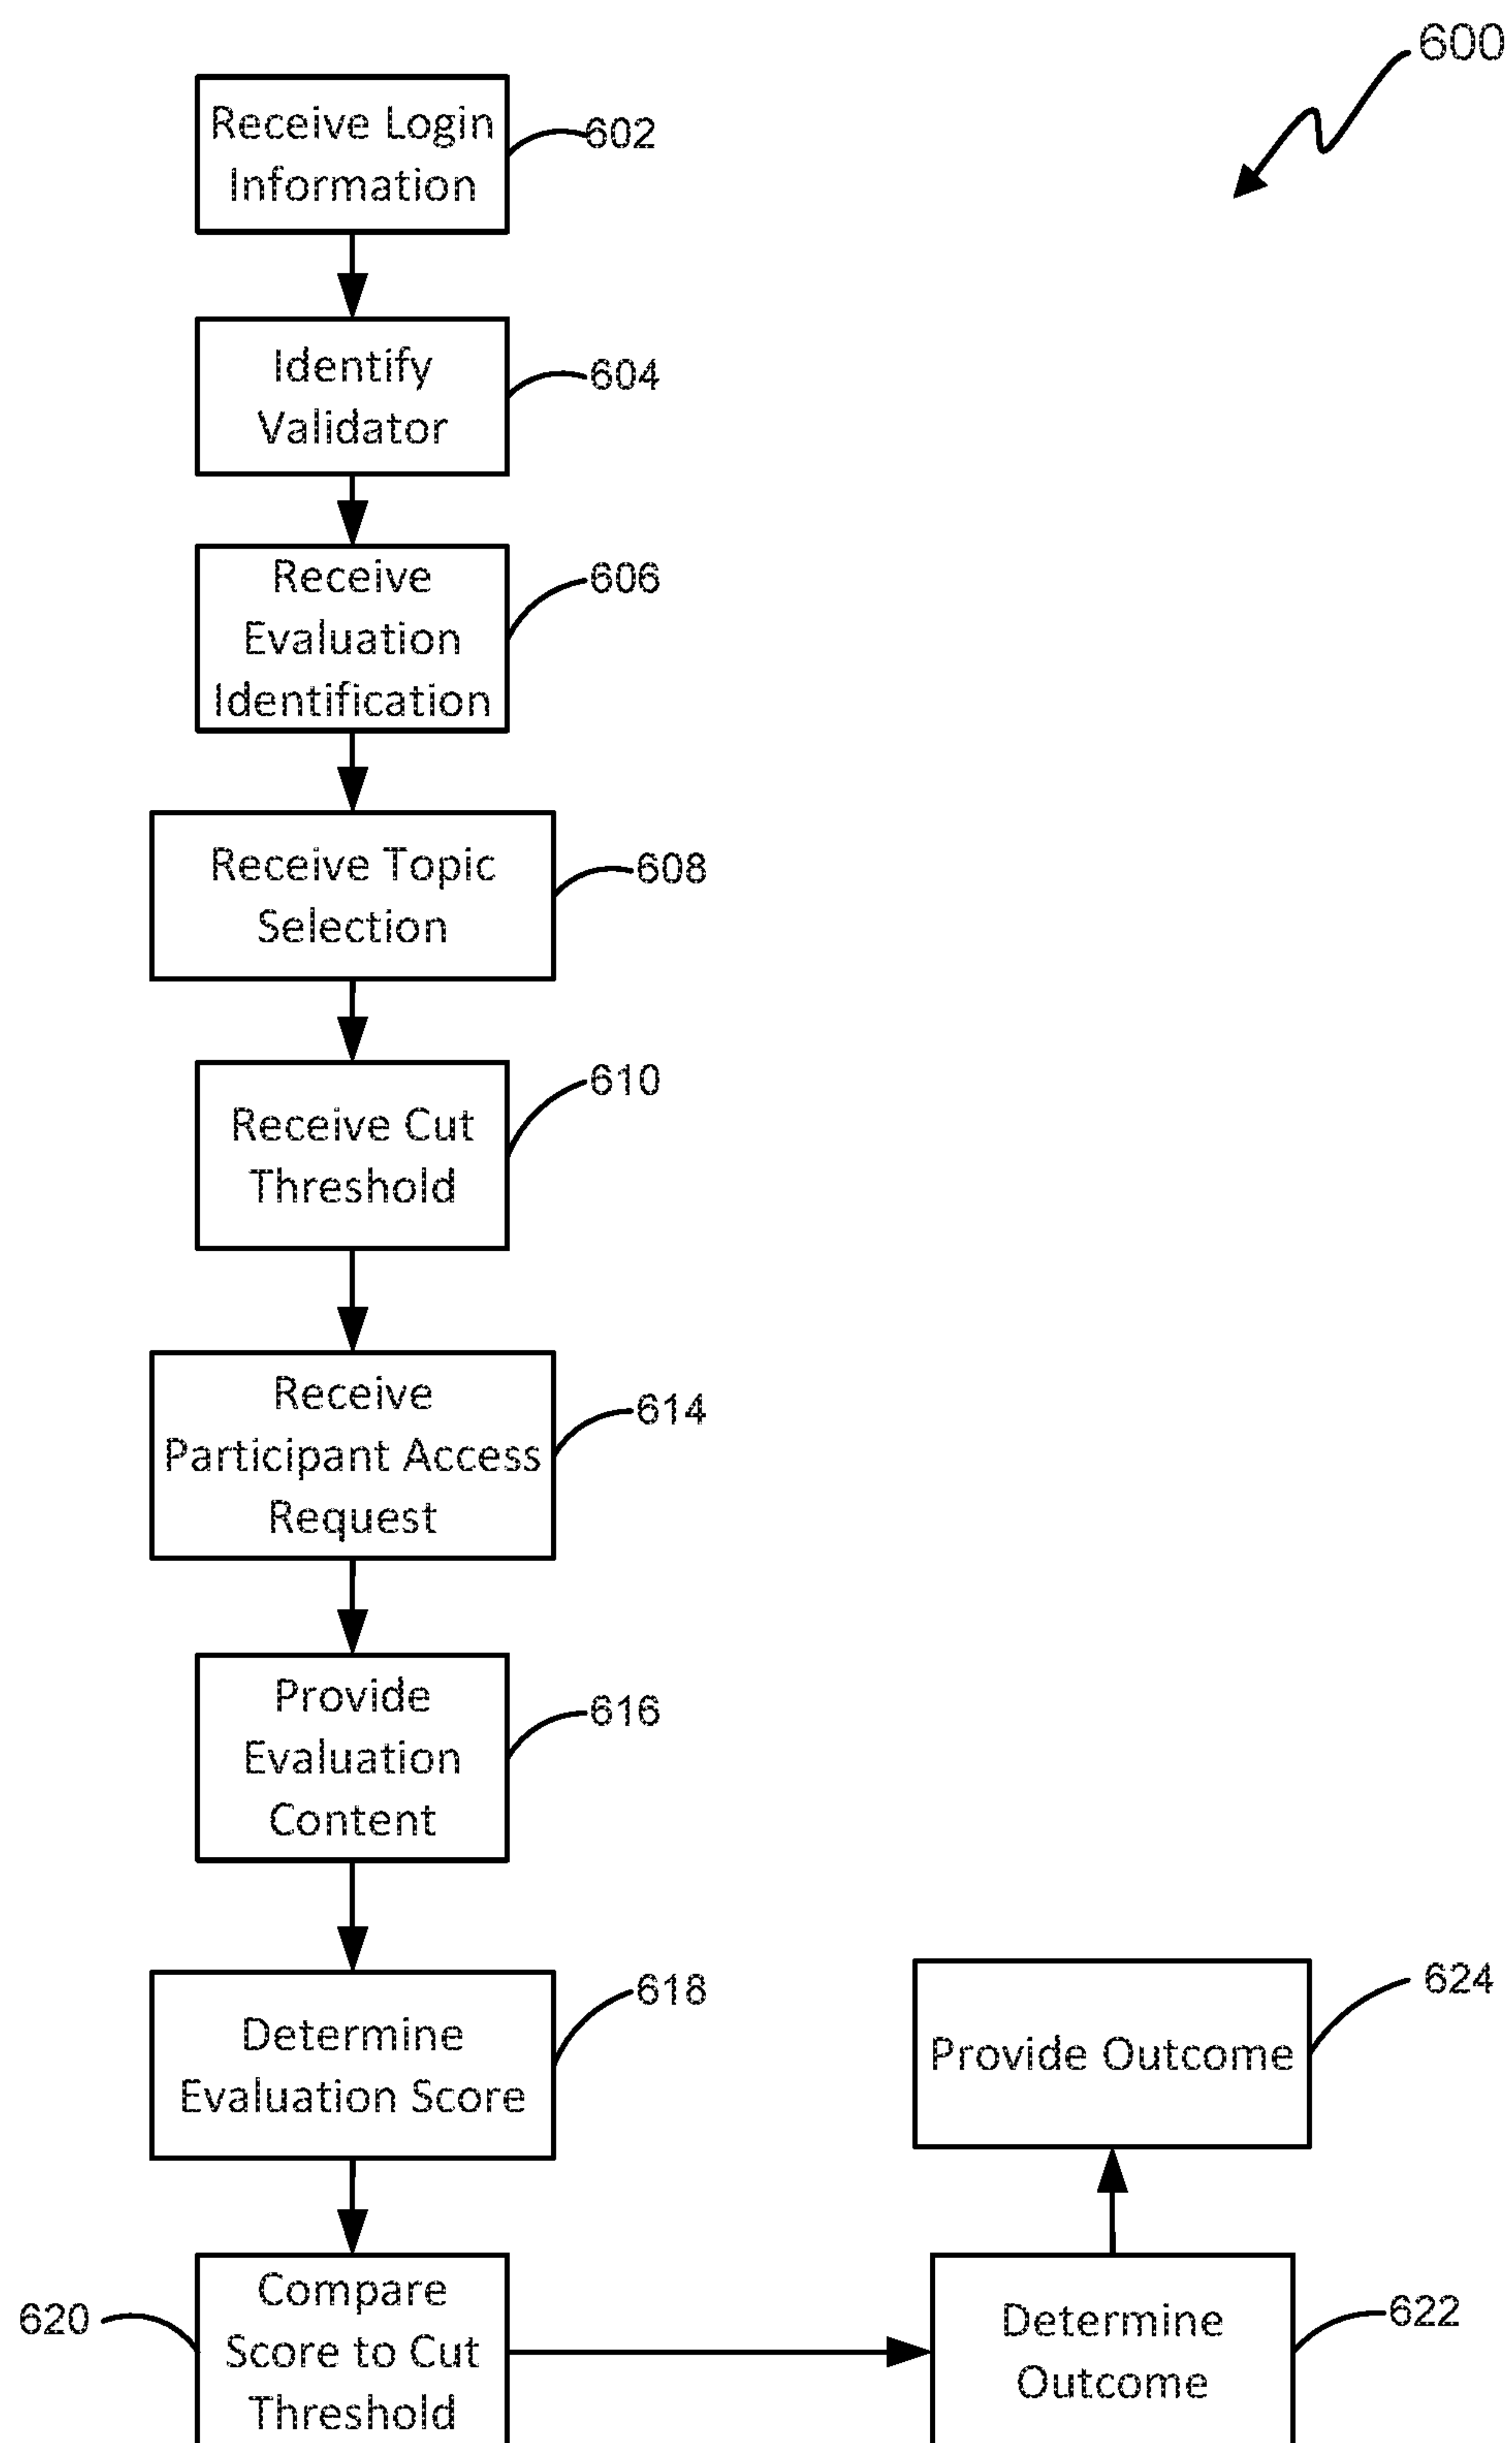 600
Receive Login
Information
602
Identify
Validator
604
Receive
Evaluation
Identification
606
Receive Topic
Selection
608
Receive Cut
Threshold
610
Receive
Participant Access
Request
614
Provide
Evaluation
Content
616
Determine
Evaluation Score
618
Compare
Score to Cut
Threshold
620
Determine
Outcome
622
Provide Outcome
624